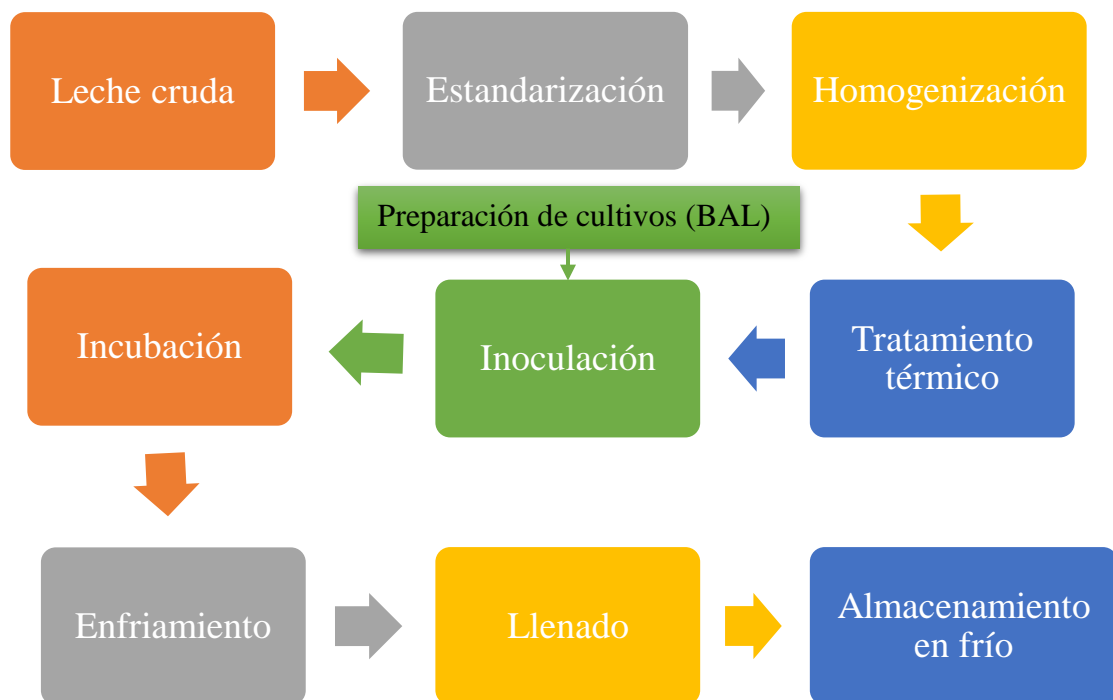 Leche cruda
Estandarización
Homogenización
Preparación de cultivos (BAL)
Tratamiento
térmico
Inoculación
Incubación
Enfriamiento
Llenado
Almacenamiento
en frío